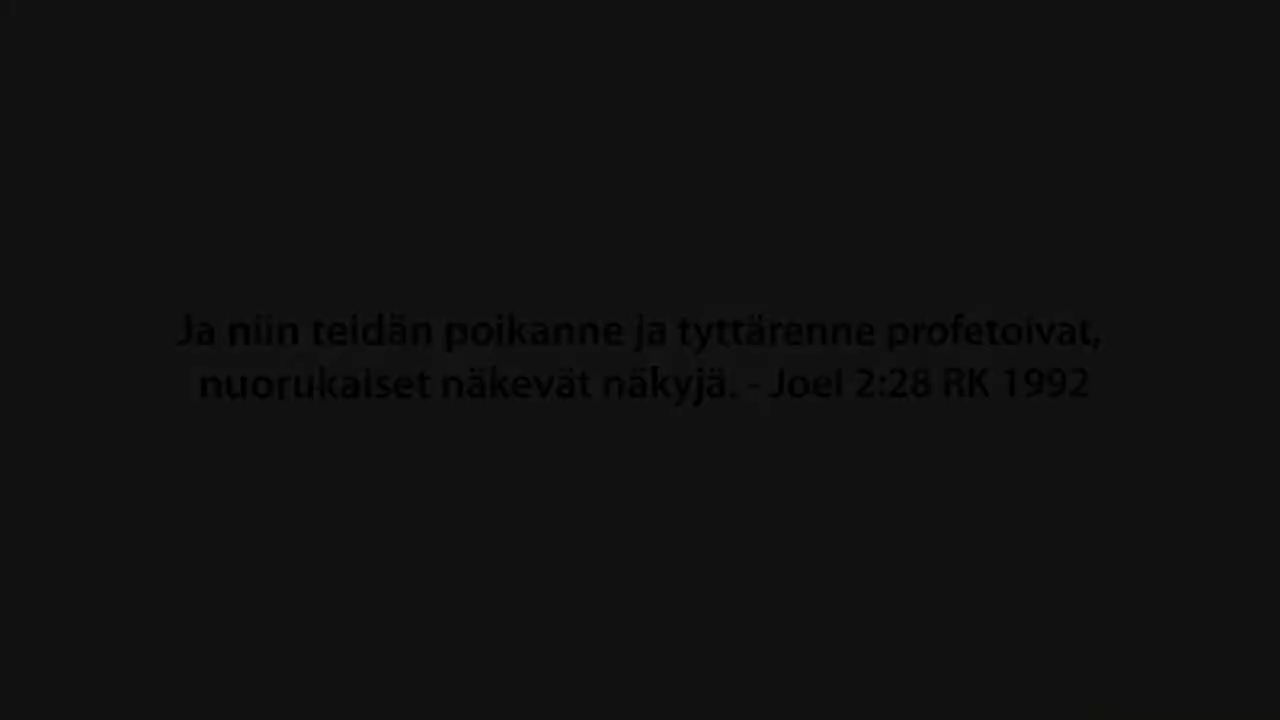 Ja niin teidän poikanne ja tyttärenne profetoivat,
nuorukaiset näkevät näkyjä. - Joel 2:28 RK 1992